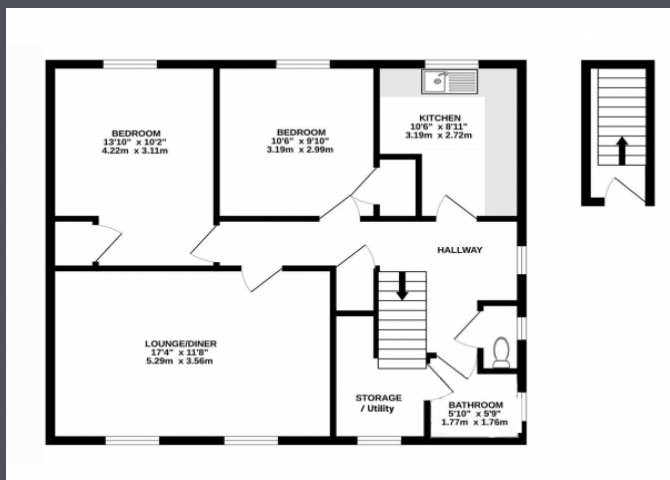 BEDROOM
13'10" x 10'2"
4.22m x 3.11m
BEDROOM
10'6" x 9'10"
3.19m x 2.99m
KITCHEN
10'6" x 8'11"
3.19m x 2.72m
HALLWAY
LOUNGE/DINER
17'4" x 11'8"
5.29m x 3.56m
STORAGE
/ Utility
BATHROOM
5'10" x 5'9"
1.77m x 1.76m